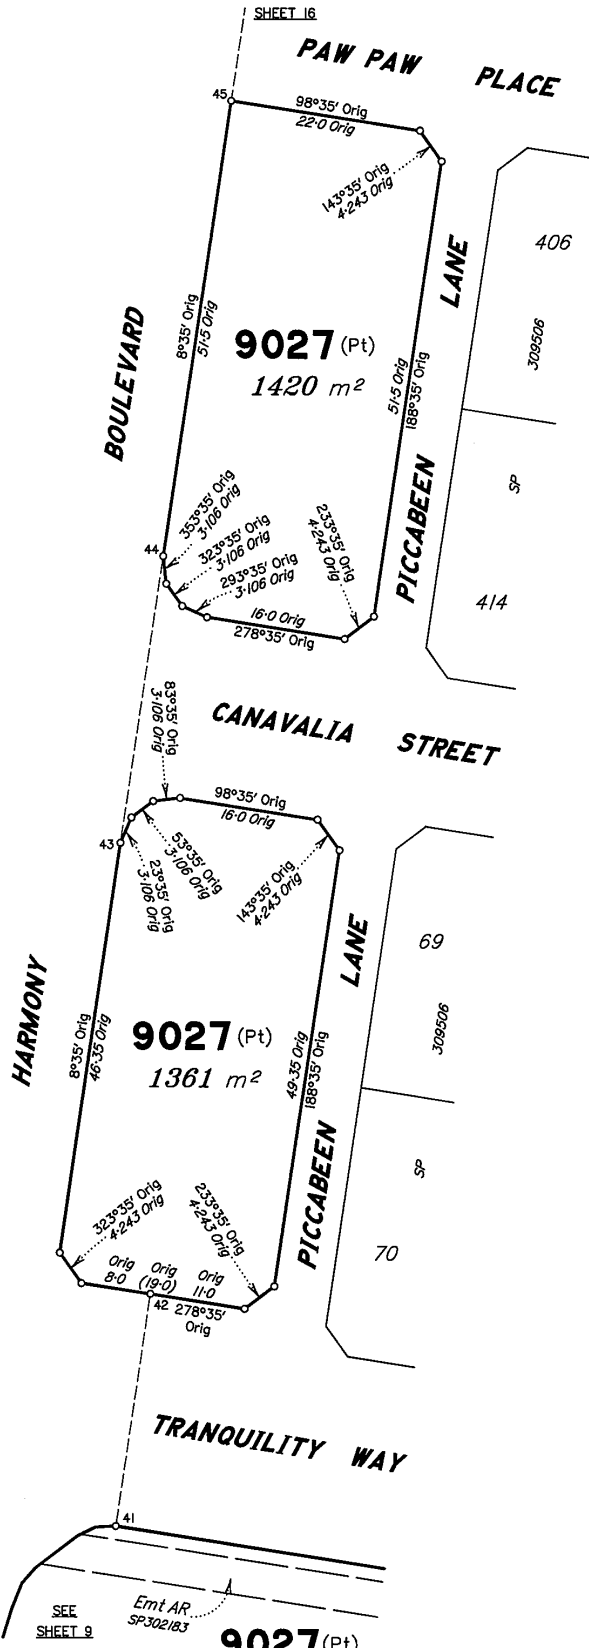 SHEET 16
PAW PAW PLACE
45
98°35' Orig
22·0 Orig
143°35' Orig
4·243 Orig
406
LANE
309506
8°35' Orig
51·5 Orig
9027 (Pt)
1420 m²
BOULEVARD
51·5 Orig
188°35' Orig
SP
PICCABEEN
414
353°35' Orig
3·106 Orig
323°35' Orig
3·106 Orig
293°35' Orig
3·106 Orig
233°35' Orig
4·243 Orig
44
16·0 Orig
278°35' Orig
83°35' Orig
3·106 Orig
CANAVALIA STREET
98°35' Orig
16·0 Orig
43
53°35' Orig
3·106 Orig
23°35' Orig
3·106 Orig
143°35' Orig
4·243 Orig
LANE
69
HARMONY
309506
8°35' Orig
46·35 Orig
9027 (Pt)
1361 m²
49·35 Orig
188°35' Orig
PICCABEEN
SP
70
323°35' Orig
4·243 Orig
233°35' Orig
4·243 Orig
Orig
8·0
Orig
(19·0)
Orig
11·0
42
278°35'
Orig
TRANQUILITY WAY
41
SEE
SHEET 9
Emt AR
SP302183
9027 (Pt)